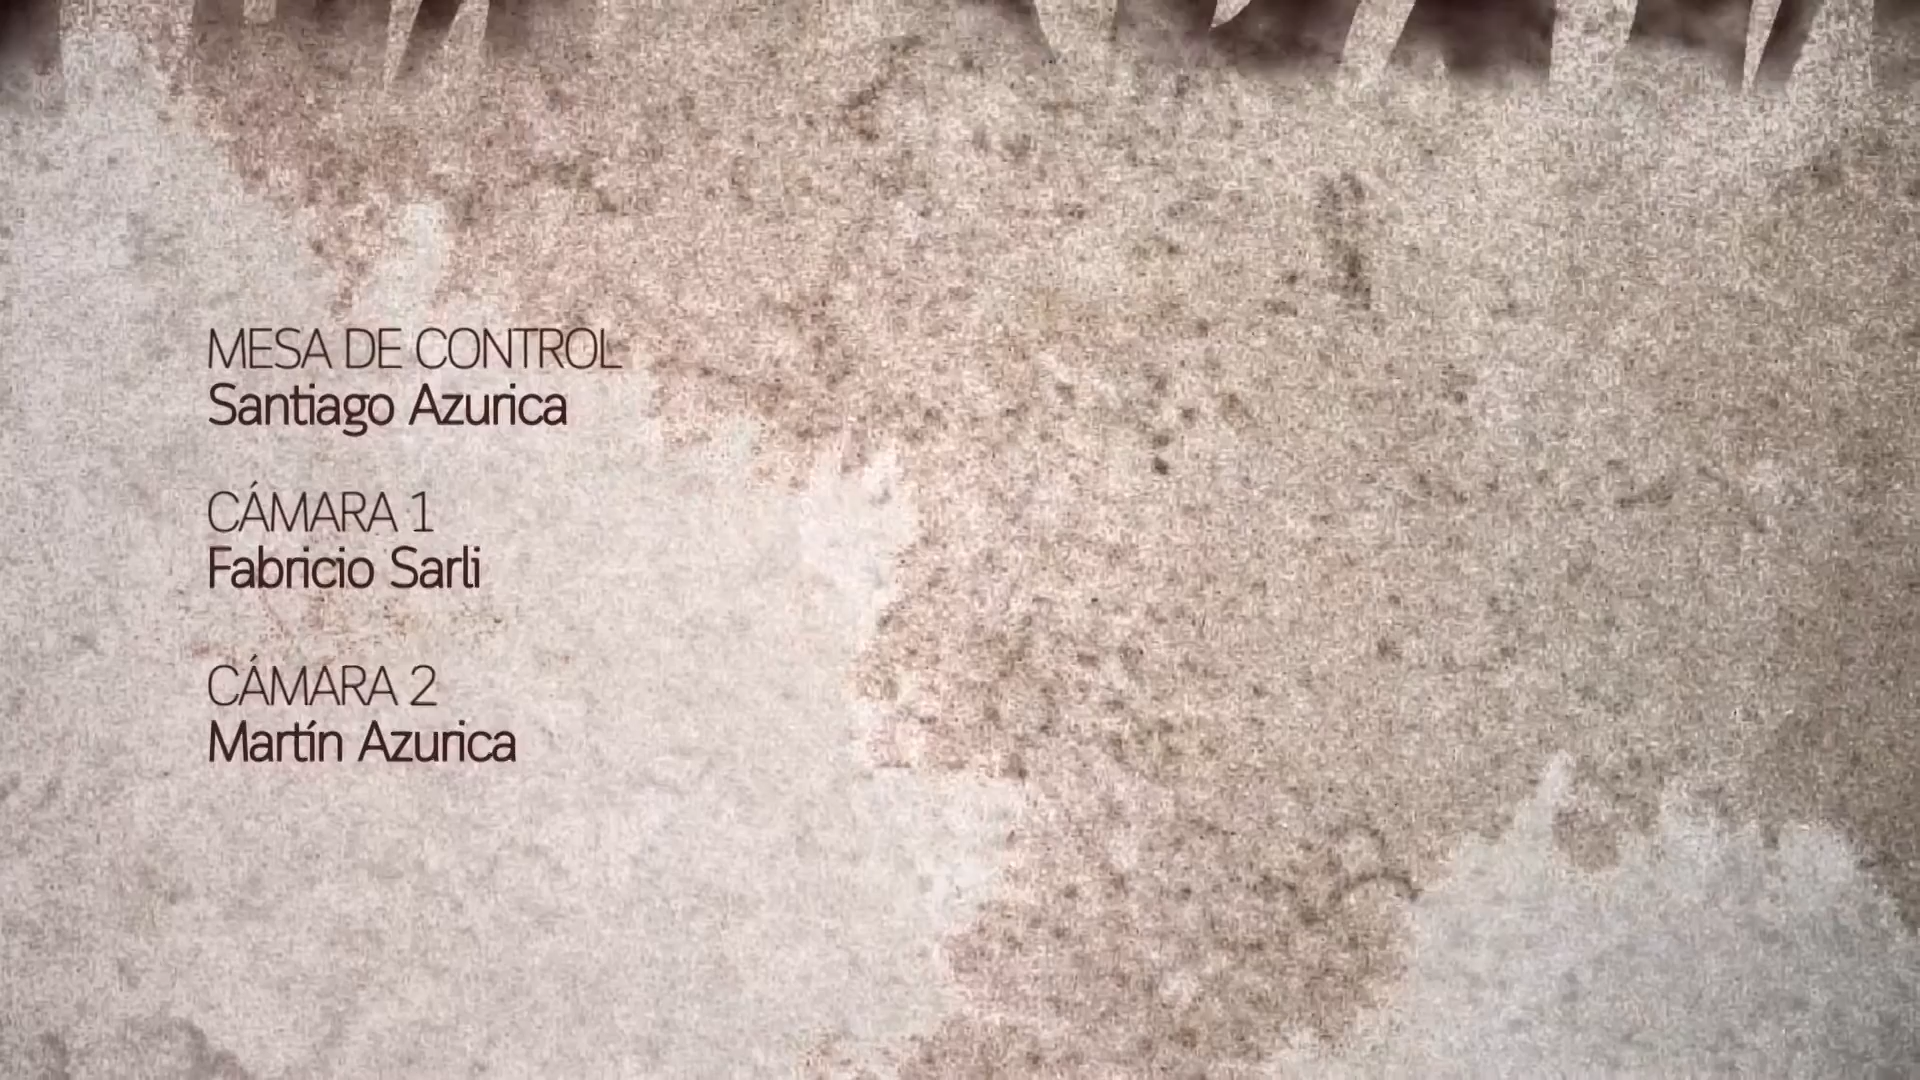 MESA DE CONTROL
Santiago Azurica
CÁMARA 1
Fabricio Sarli
CÁMARA 2
Martín Azurica